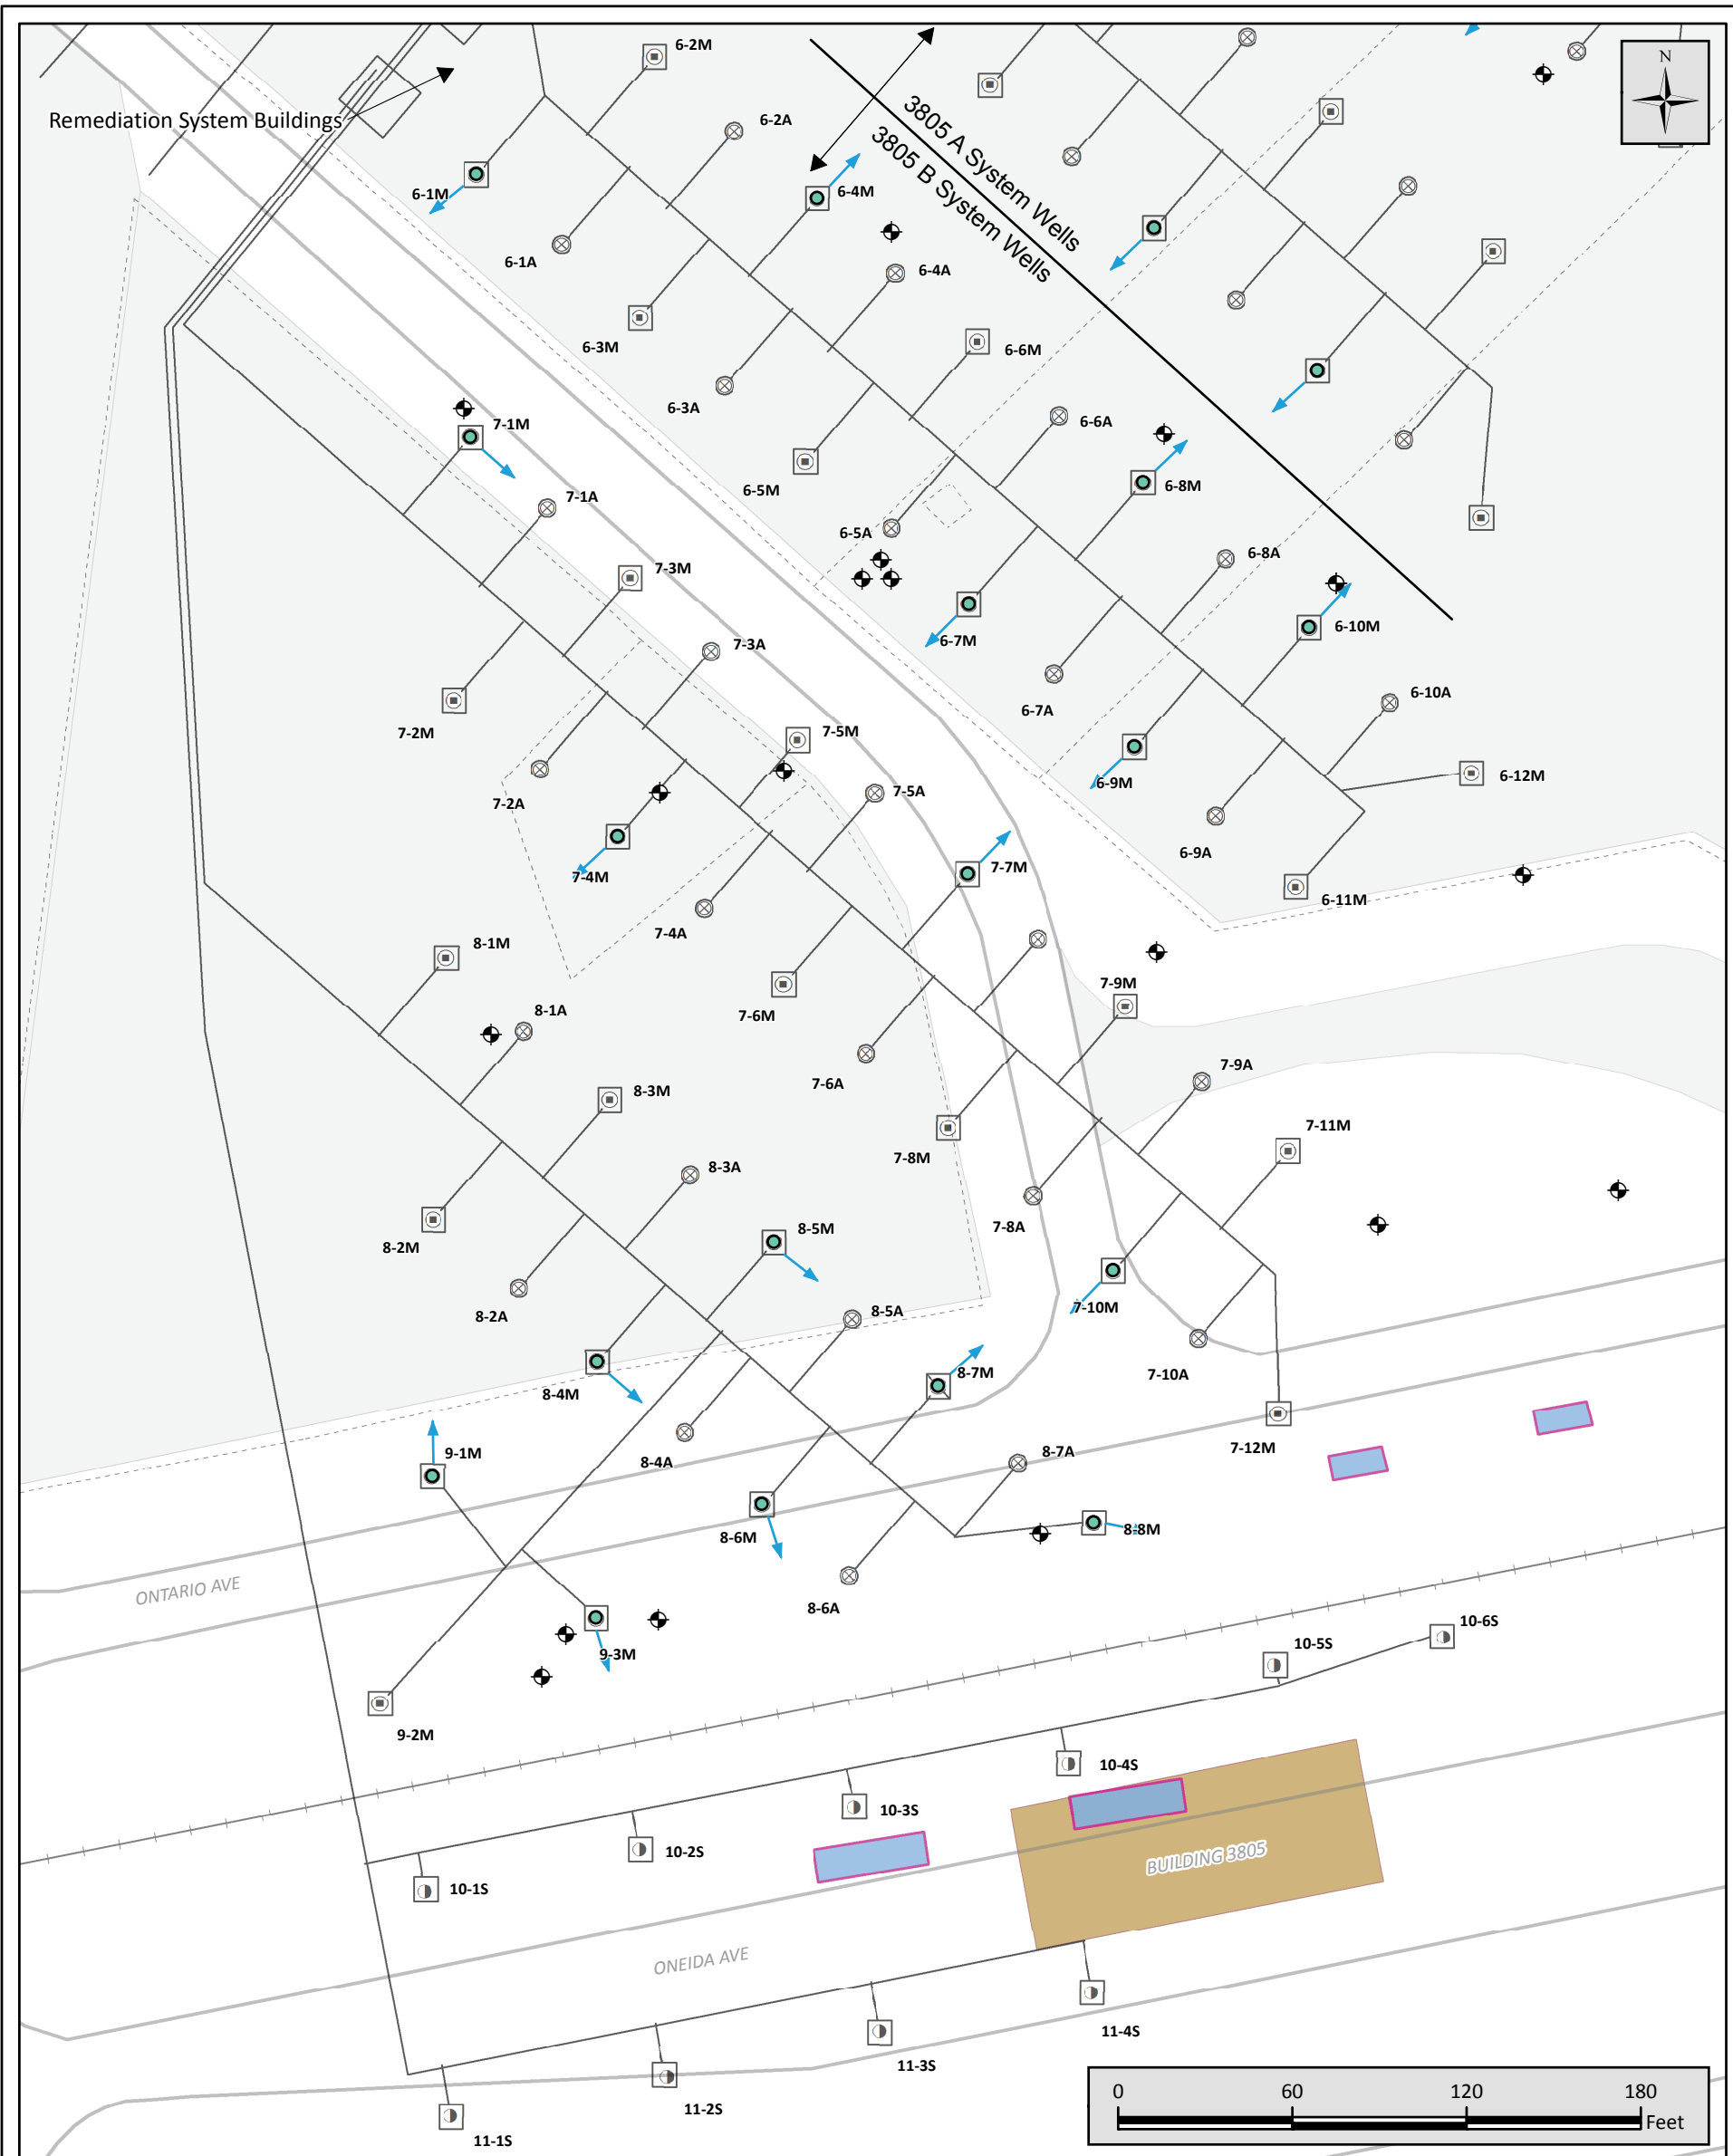 6-2M
N
Remediation System Buildings
6-2A
3805 A System Wells
3805 B System Wells
6-1M
6-4M
6-1A
6-4A
6-3M
6-6M
6-3A
7-1M
6-6A
6-5M
6-8M
7-1A
6-5A
6-8A
7-3M
6-10M
6-7M
7-3A
6-10A
6-7A
7-2M
7-5M
6-9M
6-12M
7-2A
7-5A
6-9A
7-7M
7-4M
6-11M
7-4A
8-1M
7-9M
8-1A
7-6M
7-9A
7-6A
8-3M
7-11M
7-8M
8-3A
8-5M
7-8A
8-2M
7-10M
8-2A
8-5A
8-7M
7-10A
8-4M
7-12M
9-1M
8-7A
8-4A
8-8M
8-6M
ONTARIO AVE
8-6A
10-6S
10-5S
9-3M
9-2M
10-4S
10-3S
10-2S
BUILDING 3805
10-1S
ONEIDA AVE
11-4S
11-3S
0 60 120 180
Feet
11-2S
11-1S